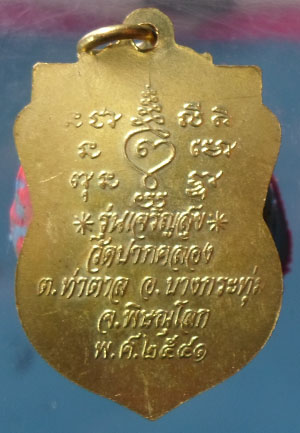 *รุ่นเจริญสุข*
วัดปากคลอง
ต.ท่าตาล อ.บางกระทุ่ม
จ.พิษณุโลก
พ.ศ.๒๕๔๑